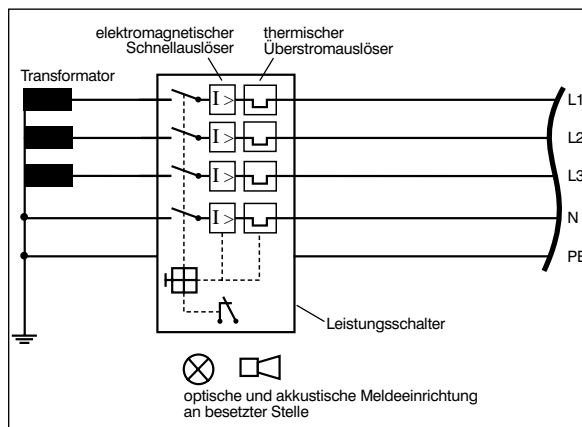 elektromagnetischer thermischer
Schnellauslöser Überstromauslöser
Transformator
I > L1
I > L2
I > L3
I > N
PE
Leistungsschalter
optische und akkustische Meldeeinrichtung
an besetzter Stelle